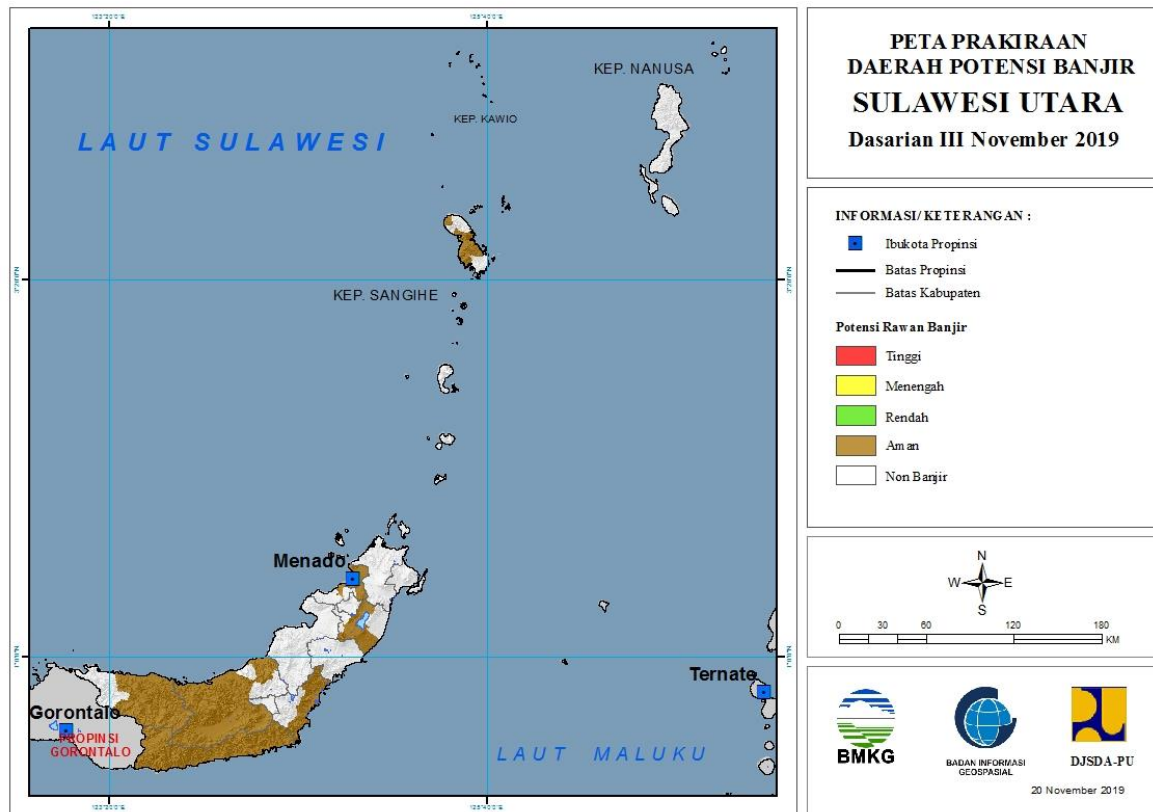 PETA PRAKIRAAN
DAERAH POTENSI BANJIR
SULAWESI UTARA
Dasarian III November 2019
INFORMASI/ KETERANGAN :
Ibukota Propinsi
Batas Propinsi
Batas Kabupaten
Potensi Rawan Banjir
Tinggi
Menengah
Rendah
Aman
Non Banjir
N
W E
S
0 30 60 120 180
KM
BMKG
BADAN INFORMASI
GEOSPASIAL
DJSDA-PU
20 November 2019
KEP. NANUSA
KEP. KAWIO
LAUT SULAWESI
KEP. SANGIHE
Menado
Ternate
Gorontalo
PROPINSI
GORONTALO
LAUT MALUKU